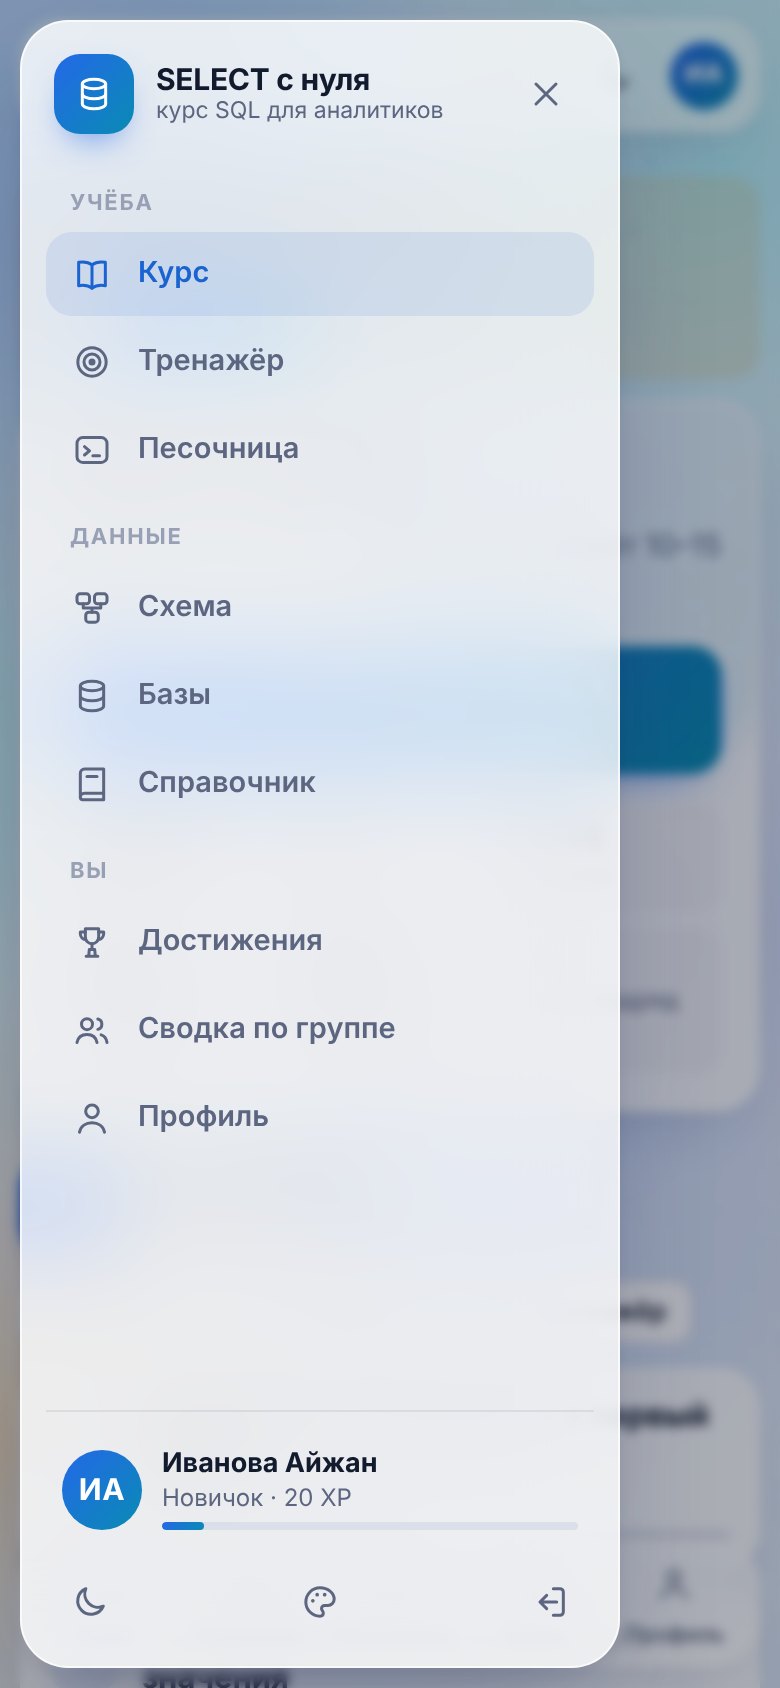 SELECT с нуля
курс SQL для аналитиков
УЧЁБА
Курс
Тренажёр
Песочница
ДАННЫЕ
Схема
Базы
Справочник
ВЫ
Достижения
Сводка по группе
Профиль
ИА
Иванова Айжан
Новичок · 20 XP
значения